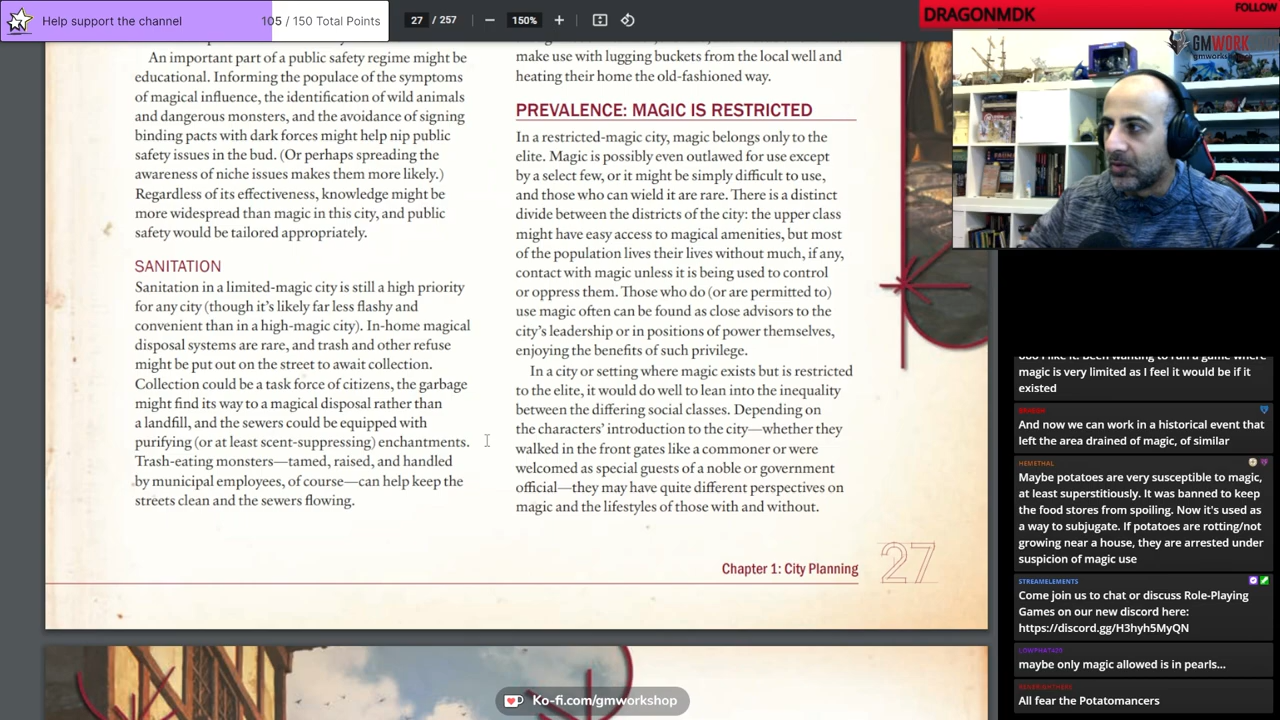 Help support the channel
105 / 150 Total Points
27 / 257
150%
DRAGONMDK
FOLLOW
GMWORK
An important part of a public safety regime might be
educational. Informing the populace of the symptoms
of magical influence, the identification of wild animals
and dangerous monsters, and the avoidance of signing
binding pacts with dark forces might help nip public
safety issues in the bud. (Or perhaps spreading the
awareness of niche issues makes them more likely.)
Regardless of its effectiveness, knowledge might be
more widespread than magic in this city, and public
safety would be tailored appropriately.
SANITATION
Sanitation in a limited-magic city is still a high priority
for any city (though it's likely far less flashy and
convenient than in a high-magic city). In-home magical
disposal systems are rare, and trash and other refuse
might be put out on the street to await collection.
Collection could be a task force of citizens, the garbage
might find its way to a magical disposal rather than
a landfill, and the sewers could be equipped with
purifying (or at least scent-suppressing) enchantments.
Trash-eating monsters—tamed, raised, and handled
by municipal employees, of course—can help keep the
streets clean and the sewers flowing.
make use with lugging buckets from the local well and
heating their home the old-fashioned way.
PREVALENCE: MAGIC IS RESTRICTED
In a restricted-magic city, magic belongs only to the
elite. Magic is possibly even outlawed for use except
by a select few, or it might be simply difficult to use,
and those who can wield it are rare. There is a distinct
divide between the districts of the city: the upper class
might have easy access to magical amenities, but most
of the population lives their lives without much, if any,
contact with magic unless it is being used to control
or oppress them. Those who do (or are permitted to)
use magic often can be found as close advisors to the
city's leadership or in positions of power themselves,
enjoying the benefits of such privilege.
In a city or setting where magic exists but is restricted
to the elite, it would do well to lean into the inequality
between the differing social classes. Depending on
the characters' introduction to the city—whether they
walked in the front gates like a commoner or were
welcomed as special guests of a noble or government
official—they may have quite different perspectives on
magic and the lifestyles of those with and without.
Chapter 1: City Planning
27
Ko-fi.com/gmworkshop
magic is very limited as I feel it would be if it
existed
And now we can work in a historical event that
left the area drained of magic, of similar
HEMETHAL
Maybe potatoes are very susceptible to magic,
at least superstitiously. It was banned to keep
the food stores from spoiling. Now it's used as
a way to subjugate. If potatoes are rotting/not
growing near a house, they are arrested under
suspicion of magic use
STREAMELEMENTS
Come join us to chat or discuss Role-Playing
Games on our new discord here:
https://discord.gg/H3hyh5MyQN
LOWPHAT420
maybe only magic allowed is in pearls...
All fear the Potatomancers